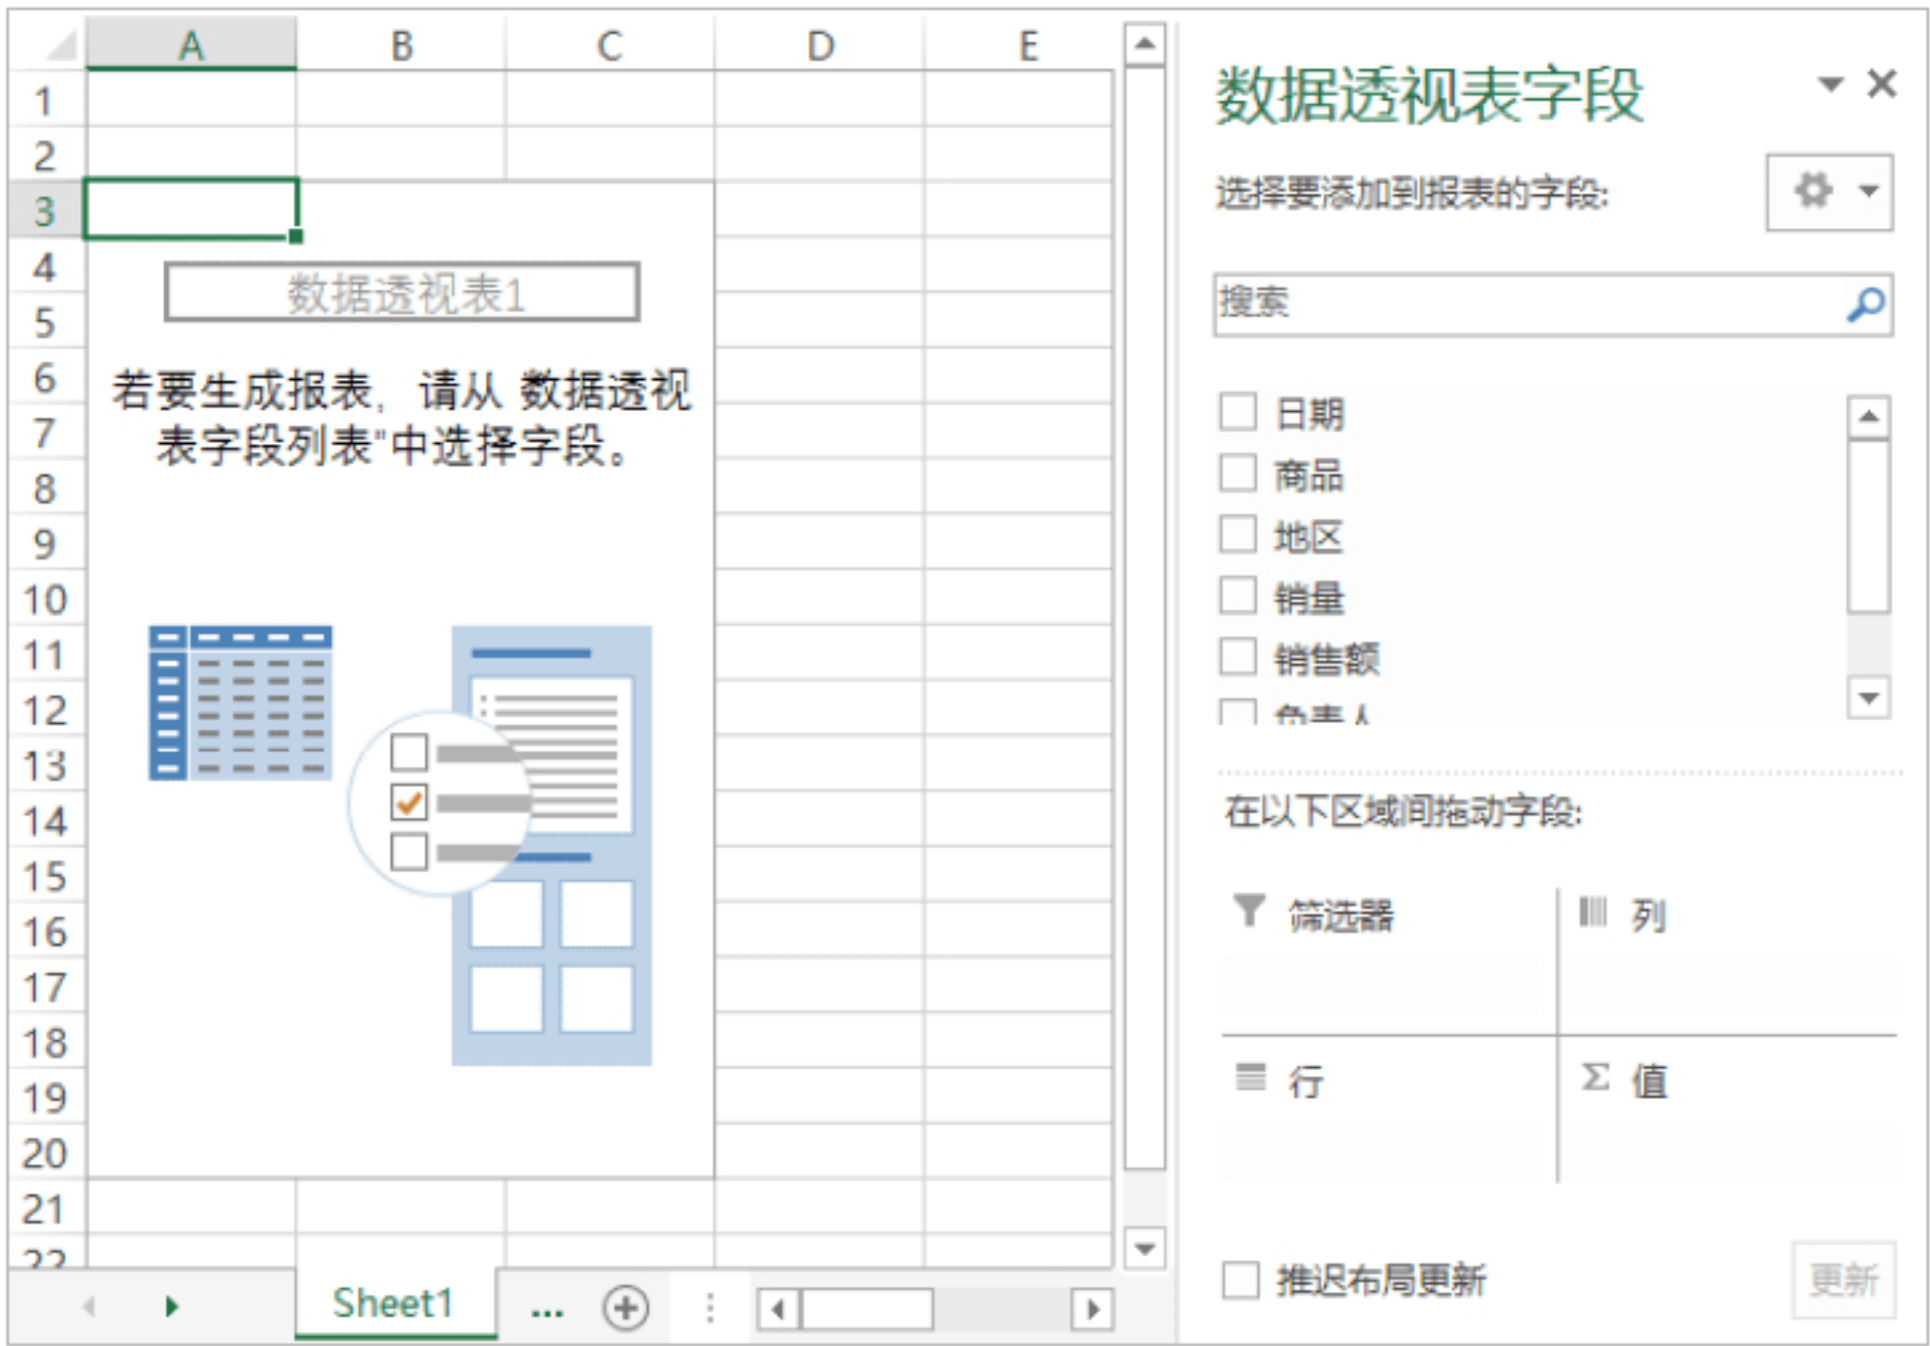 A B C D E
1
2
3
4
5
6
7
8
9
10
11
12
13
14
15
16
17
18
19
20
21
22
数据透视表1
若要生成报表，请从 数据透视
表字段列表"中选择字段。
Sheet1
...
数据透视表字段
选择要添加到报表的字段:
搜索
日期
商品
地区
销量
销售额
负责人
在以下区域间拖动字段:
筛选器
列
行
Σ 值
推迟布局更新
更新